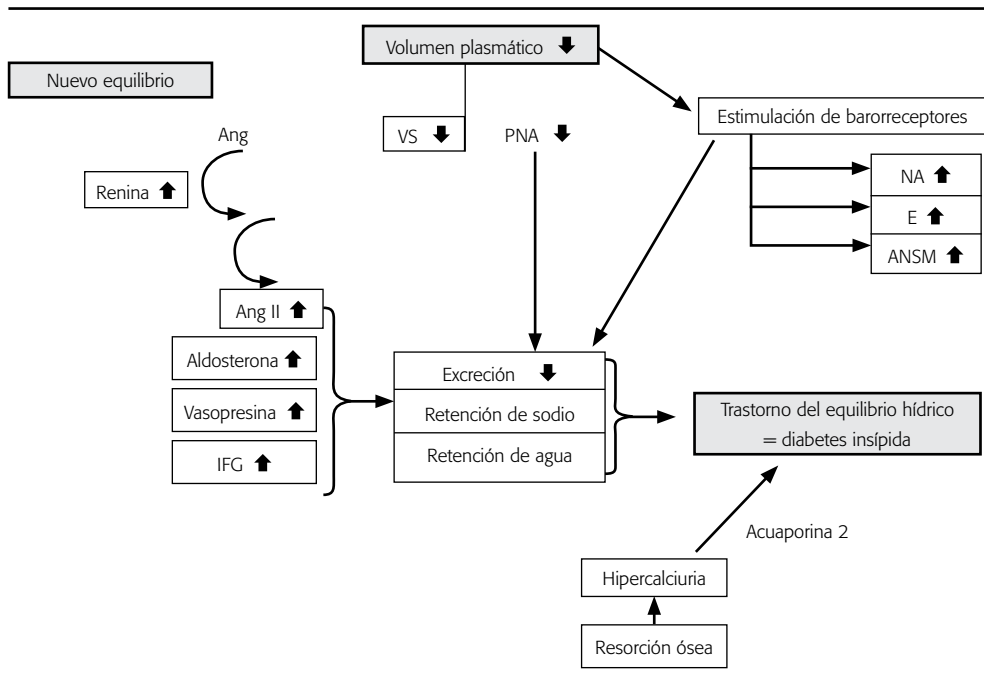 Volumen plasmático
Nuevo equilibrio
Estimulación de barorreceptores
Ang
VS
PNA
Renina
NA
E
ANSM
Ang II
Aldosterona
Excreción
Vasopresina
Retención de sodio
Trastorno del equilibrio hídrico
= diabetes insípida
IFG
Retención de agua
Acuaporina 2
Hipercalciuria
Resorción ósea